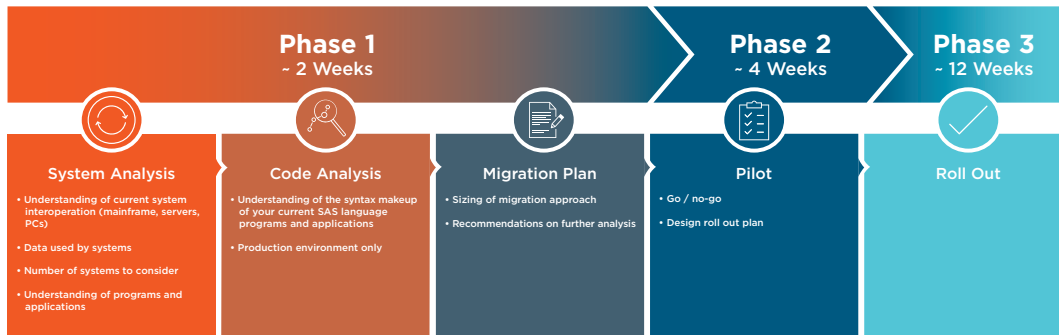 Phase 1
~ 2 Weeks
Phase 2
~ 4 Weeks
Phase 3
~ 12 Weeks
System Analysis
• Understanding of current system
interoperation (mainframe, servers,
PCs)
• Data used by systems
• Number of systems to consider
• Understanding of programs and
applications
Code Analysis
• Understanding of the syntax makeup
of your current SAS language
programs and applications
• Production environment only
Migration Plan
• Sizing of migration approach
• Recommendations on further analysis
Pilot
• Go / no-go
• Design roll out plan
Roll Out